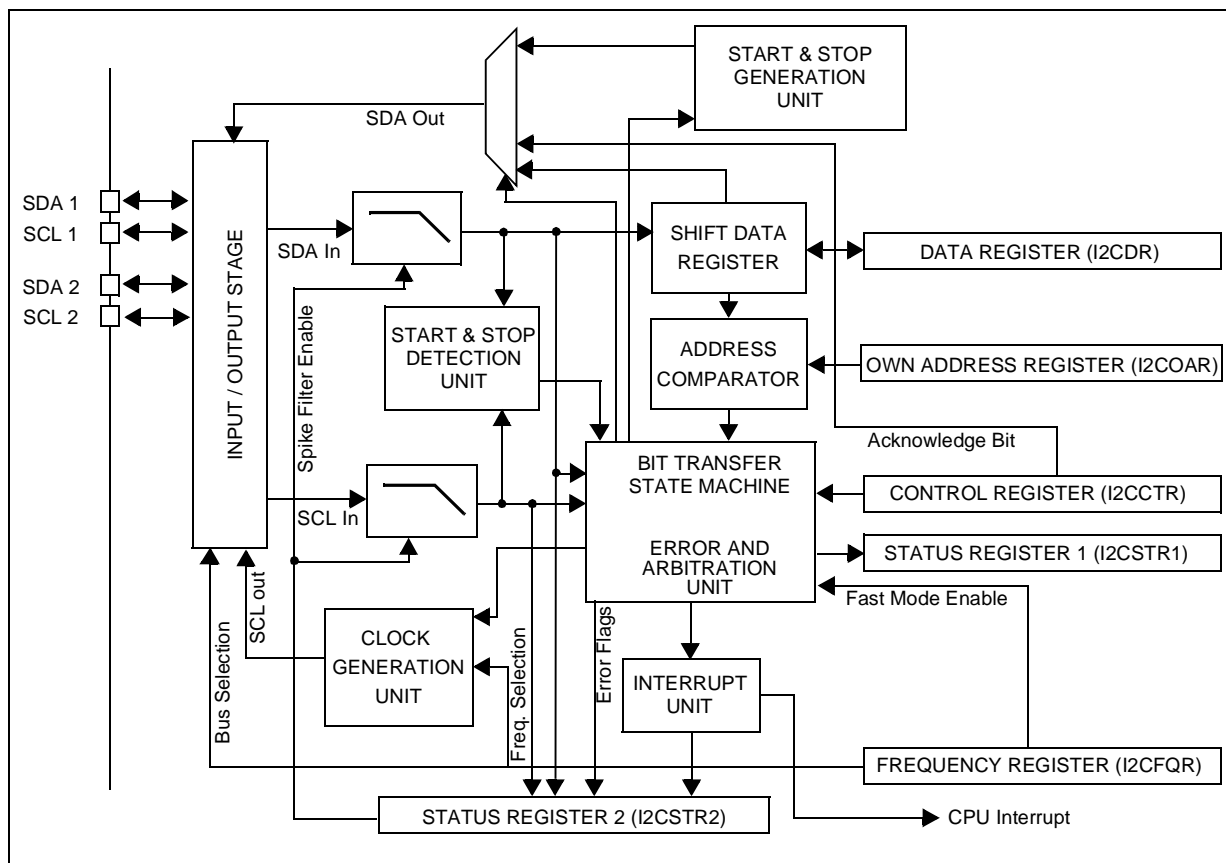 START & STOP
GENERATION
UNIT
SDA Out
SDA 1
SCL 1
SDA 2
SCL 2
INPUT / OUTPUT STAGE
SDA In
SHIFT DATA
REGISTER
DATA REGISTER (I2CDR)
Spike Filter Enable
START & STOP
DETECTION
UNIT
ADDRESS
COMPARATOR
OWN ADDRESS REGISTER (I2COAR)
Acknowledge Bit
SCL In
BIT TRANSFER
STATE MACHINE
ERROR AND
ARBITRATION
UNIT
CONTROL REGISTER (I2CCTR)
STATUS REGISTER 1 (I2CSTR1)
Fast Mode Enable
Bus Selection
SCL out
CLOCK
GENERATION
UNIT
Freq. Selection
Error Flags
INTERRUPT
UNIT
FREQUENCY REGISTER (I2CFQR)
STATUS REGISTER 2 (I2CSTR2)
CPU Interrupt